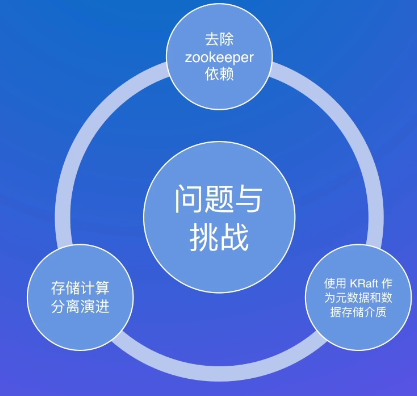 去除
zookeeper
依赖
问题与
挑战
存储计算
分离演进
使用 KRaft 作
为元数据和数
据存储介质